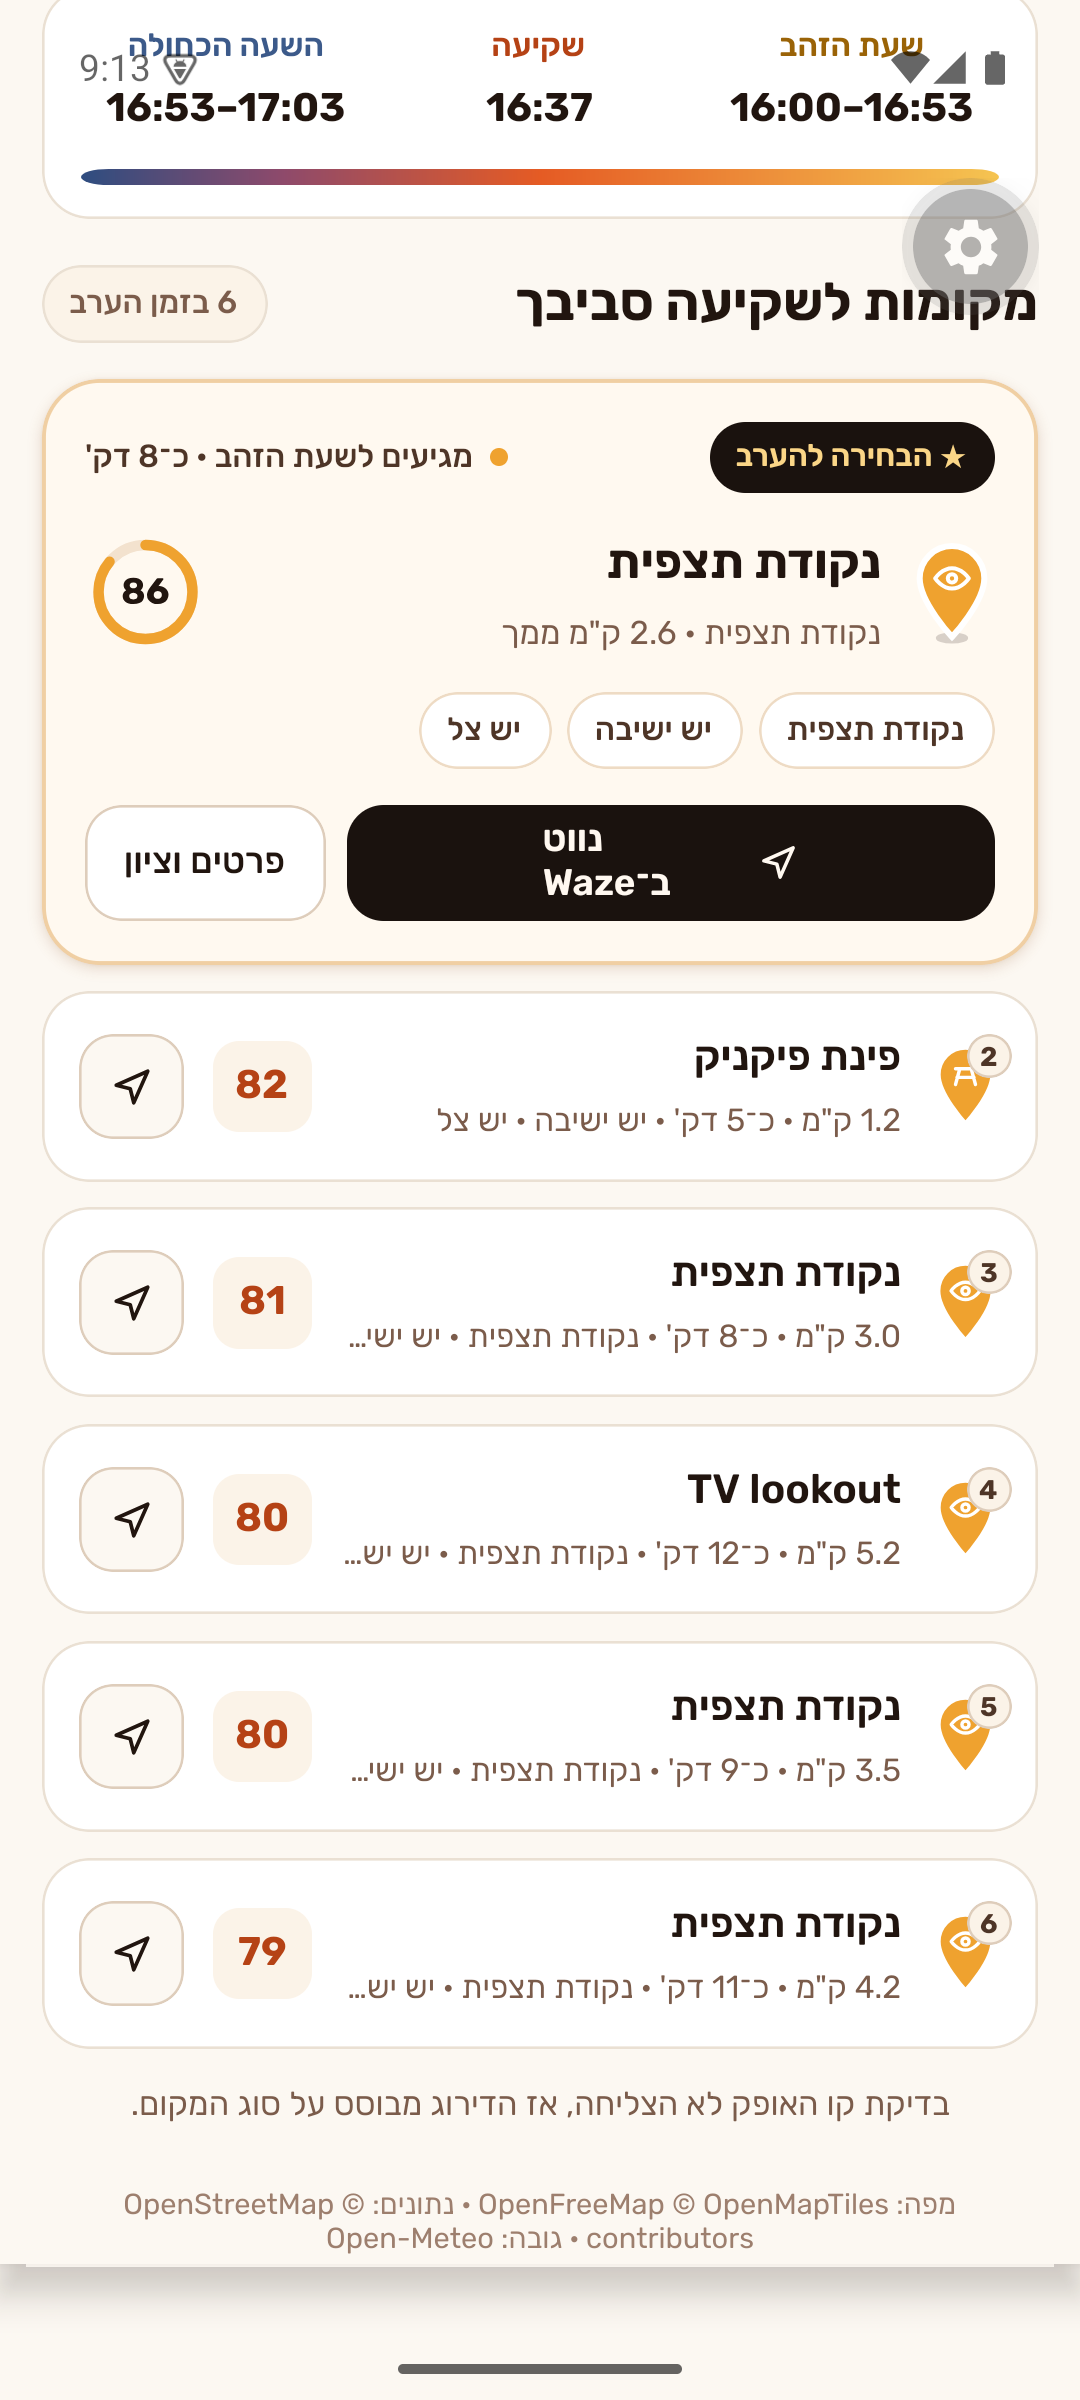 שעת הזהב
שקיעה
השעה הכחולה
9:13
16:00–16:53
16:37
16:53–17:03
מקומות לשקיעה סביבך
6 בזמן הערב
★ הבחירה להערב
מגיעים לשעת הזהב • כ־8 דק'
נקודת תצפית
86
נקודת תצפית • 2.6 ק"מ ממך
נקודת תצפית
יש ישיבה
יש צל
נווט
ב־Waze
פרטים וציון
2
פינת פיקניק
82
1.2 ק"מ • כ־5 דק' • יש ישיבה • יש צל
3
נקודת תצפית
81
3.0 ק"מ • כ־8 דק' • נקודת תצפית • יש ישי...
4
TV lookout
80
5.2 ק"מ • כ־12 דק' • נקודת תצפית • יש יש...
5
נקודת תצפית
80
3.5 ק"מ • כ־9 דק' • נקודת תצפית • יש ישי...
6
נקודת תצפית
79
4.2 ק"מ • כ־11 דק' • נקודת תצפית • יש יש...
בדיקת קו האופק לא הצליחה, אז הדירוג מבוסס על סוג המקום.
מפה: OpenFreeMap © OpenMapTiles • נתונים: © OpenStreetMap
contributors • גובה: Open-Meteo